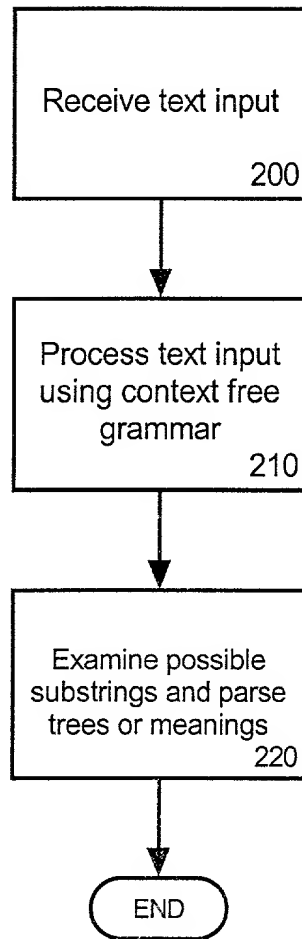 Receive text input
200
Process text input
using context free
grammar
210
Examine possible
substrings and parse
trees or meanings
220
END